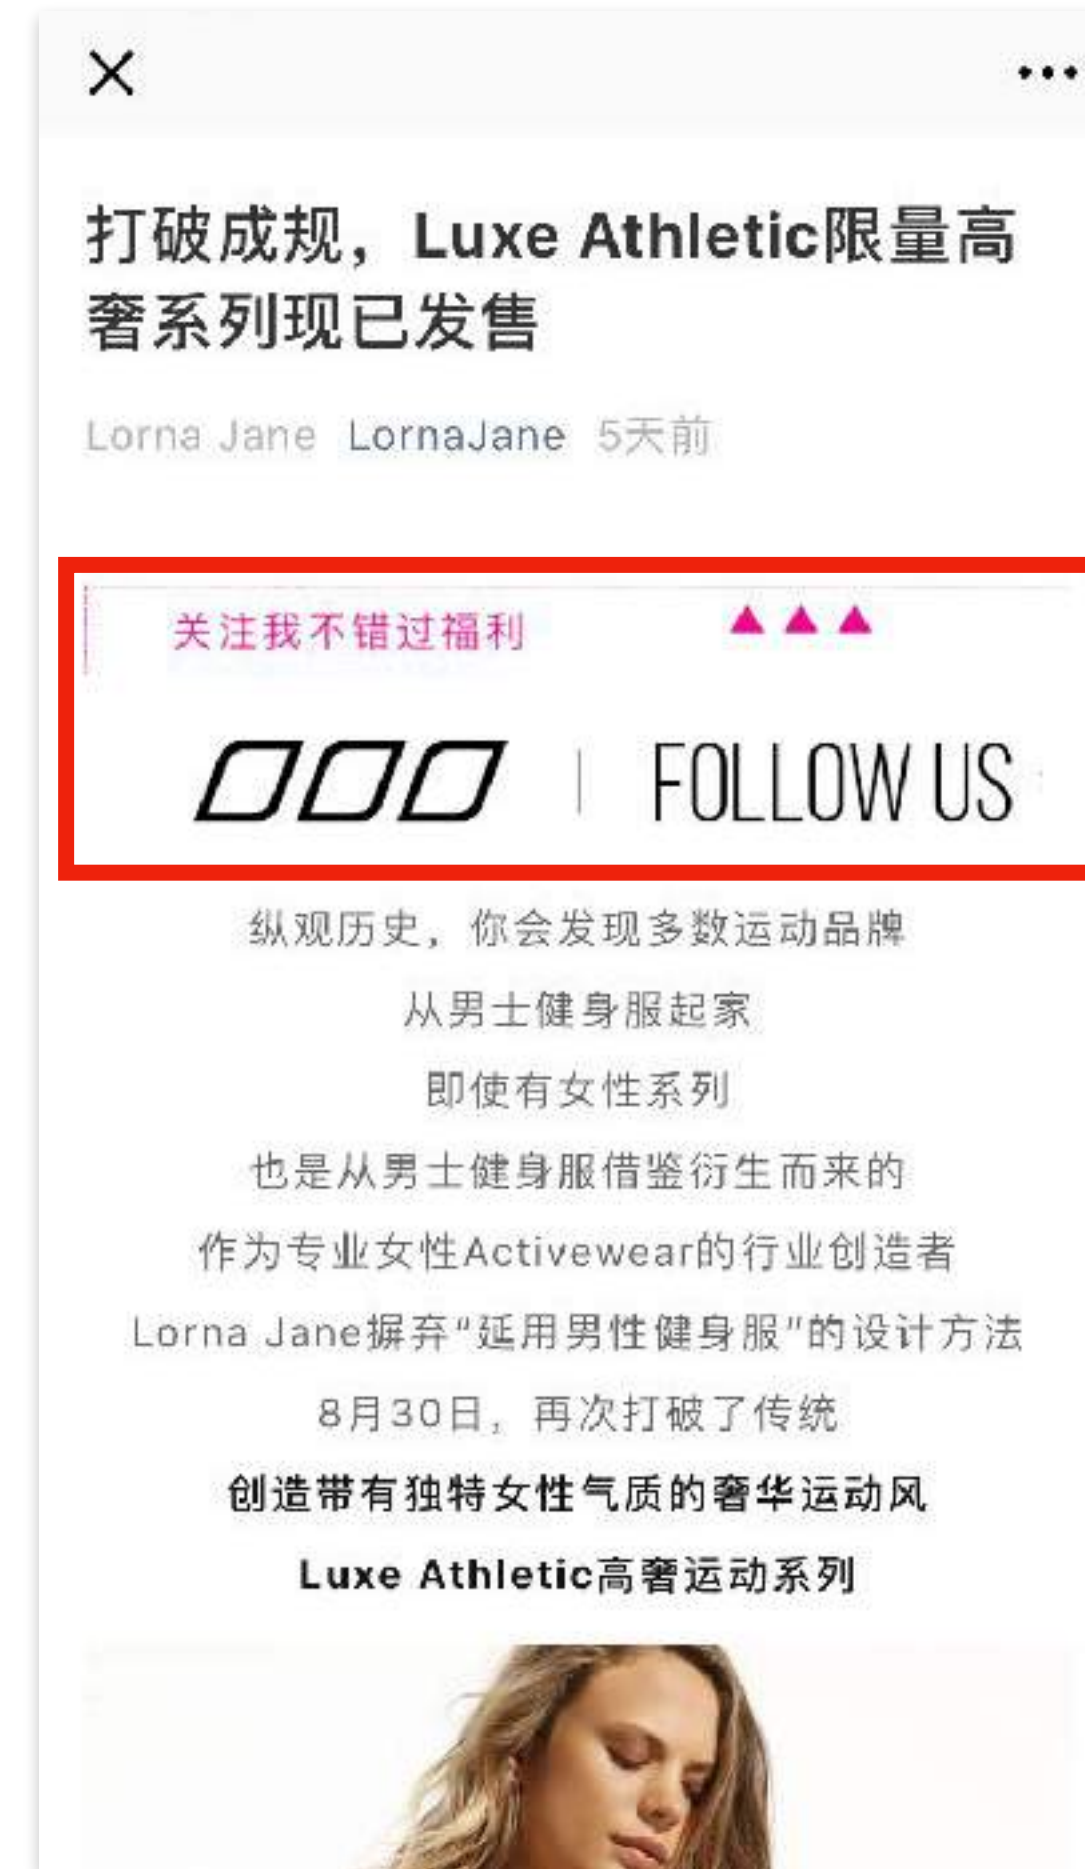 打破成规，Luxe Athletic限量高
奢系列现已发售
Lorna Jane LornaJane 5天前
关注我不错过福利
FOLLOW US
纵观历史，你会发现多数运动品牌
从男士健身服起家
即使有女性系列
也是从男士健身服借鉴衍生而来的
作为专业女性Activewear的行业创造者
Lorna Jane摒弃“延用男性健身服”的设计方法
8月30日，再次打破了传统
创造带有独特女性气质的奢华运动风
Luxe Athletic高奢运动系列